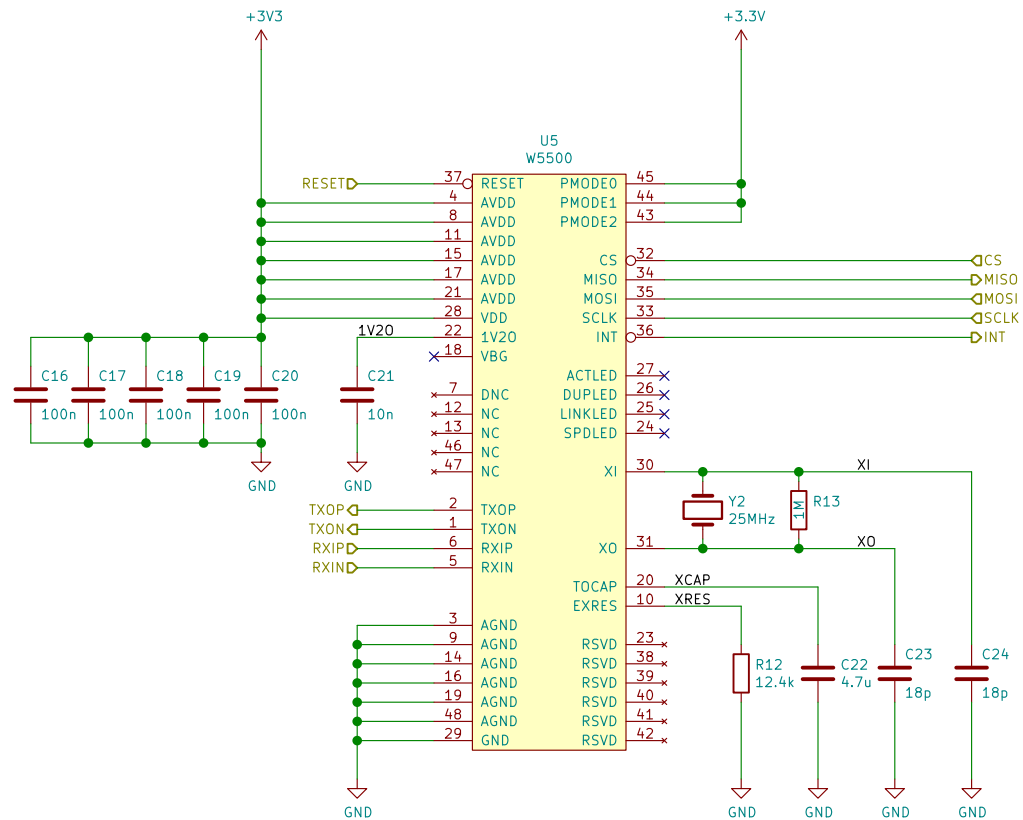 +3V3
+3.3V
U5
W5500
RESET 37 RESET PMODE0 45
4 AVDD PMODE1 44
8 AVDD PMODE2 43
11 AVDD
15 AVDD CS 32 CS
17 AVDD MISO 34 MISO
21 AVDD MOSI 35 MOSI
28 VDD SCLK 33 SCLK
1V2O 22 1V2O INT 36 INT
18 VBG
C16 C17 C18 C19 C20 C21 ACTLED 27
7 DNC DUPLED 26
100n 100n 100n 100n 100n 10n 12 NC LINKLED 25
13 NC SPDLED 24
46 NC
47 NC XI 30 XI
GND GND
TXOP 2 TXOP Y2 1M R13
TXON 1 TXON 25MHz
RXIP 6 RXIP XO 31 XO
RXIN 5 RXIN
TOCAP 20 XCAP
EXRES 10 XRES
3 AGND
9 AGND RSVD 23
14 AGND RSVD 38
R12 C22 C23 C24
16 AGND RSVD 39 12.4k 4.7u 18p 18p
19 AGND RSVD 40
48 AGND RSVD 41
29 GND RSVD 42
GND GND GND GND GND